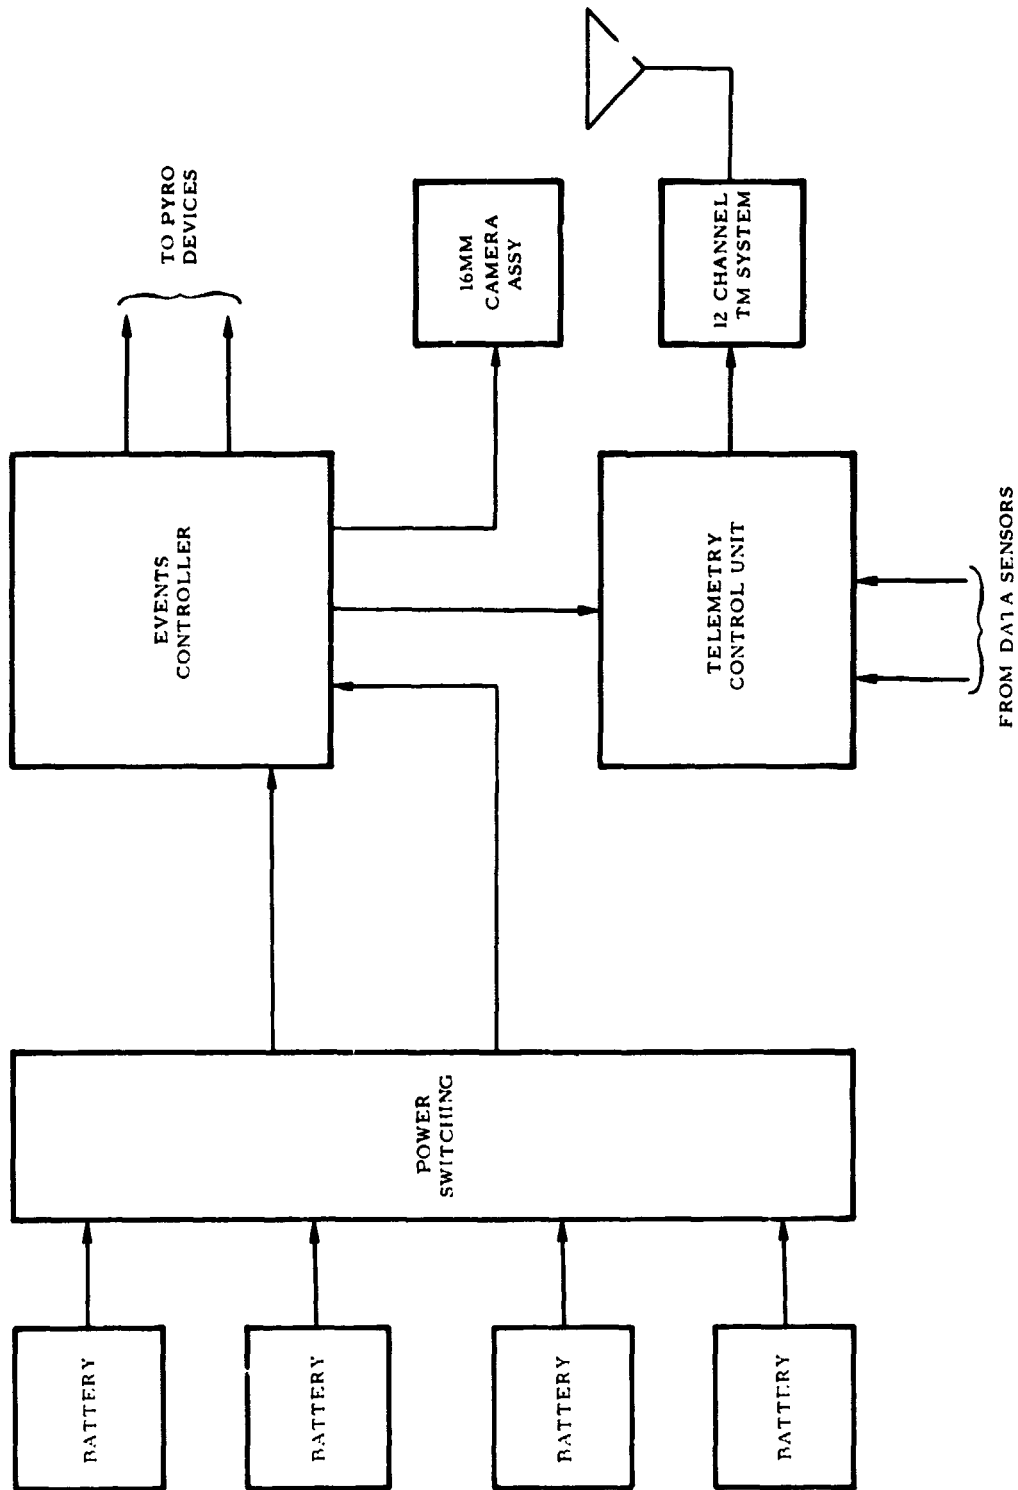 BATTERY
BATTERY
BATTERY
BATTERY
POWER
SWITCHING
EVENTS
CONTROLLER
TO PYRO
DEVICES
16MM
CAMERA
ASSY
TELEMETRY
CONTROL UNIT
12 CHANNEL
TM SYSTEM
FROM DATA SENSORS